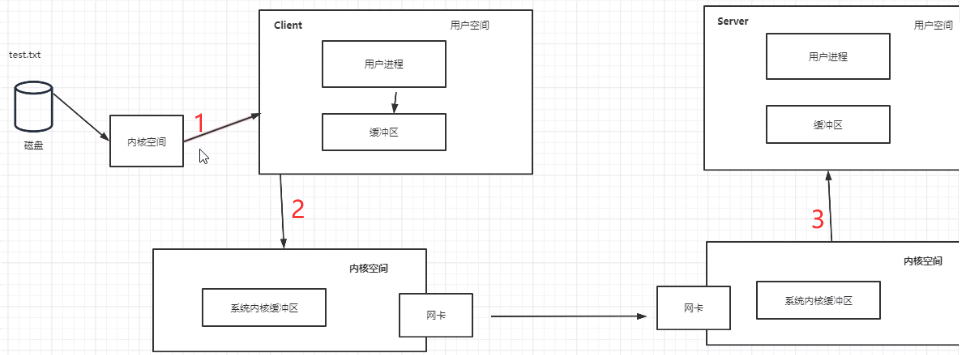 Client
用户空间
Server
用户空间
test.txt
用户进程
用户进程
1
缓冲区
缓冲区
内核空间
磁盘
2
3
内核空间
内核空间
系统内核缓冲区
网卡
网卡
系统内核缓冲区